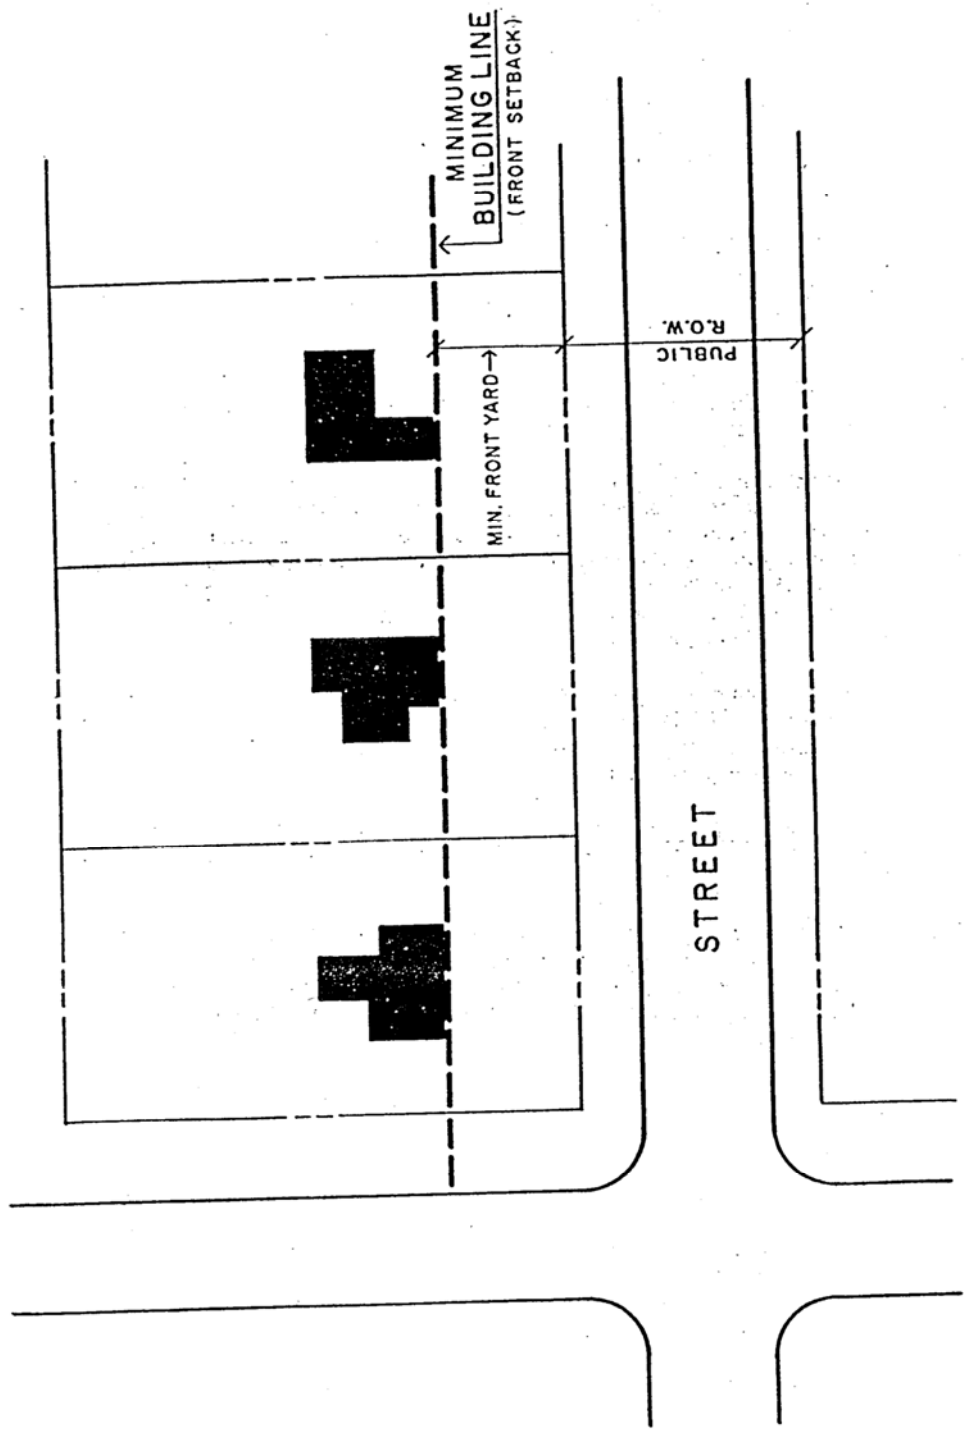 MINIMUM
BUILDING LINE
(FRONT SETBACK)
MIN. FRONT YARD
PUBLIC
R.O.W.
STREET